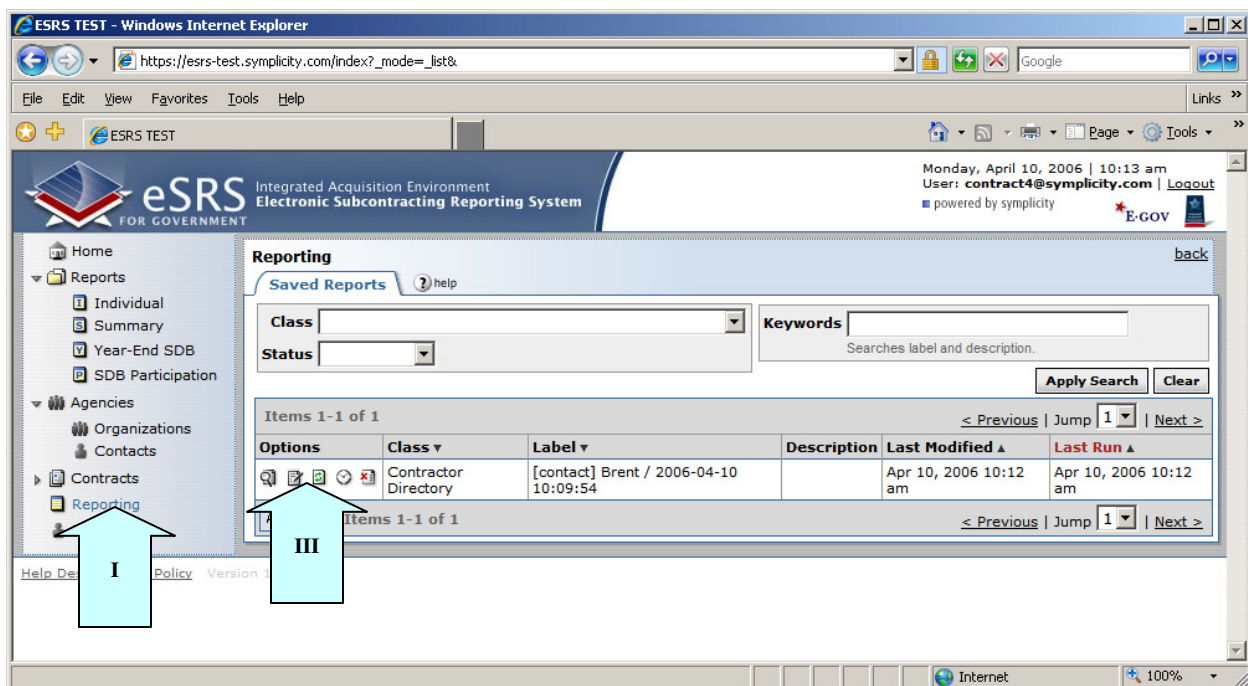 ESRS TEST - Windows Internet Explorer
https://esrs-test.symplicity.com/index?_mode=_list&
Google
File Edit View Favorites Tools Help
Links »
ESRS TEST
Page Tools »
eSRS
FOR GOVERNMENT
Integrated Acquisition Environment
Electronic Subcontracting Reporting System
Monday, April 10, 2006 | 10:13 am
User: contract4@symplicity.com | Logout
powered by symplicity
E-GOV
Home
Reports
I Individual
S Summary
Y Year-End SDB
P SDB Participation
Agencies
Organizations
Contacts
Contracts
Reporting
Reporting
back
Saved Reports
? help
Class
Status
Keywords
Searches label and description.
Apply Search Clear
Items 1-1 of 1
< Previous | Jump 1 | Next >
Options Class Label Description Last Modified Last Run
Contractor Directory [contact] Brent / 2006-04-10 10:09:54 Apr 10, 2006 10:12 am Apr 10, 2006 10:12 am
Items 1-1 of 1
< Previous | Jump 1 | Next >
I
III
Help Policy Version
Internet 100%